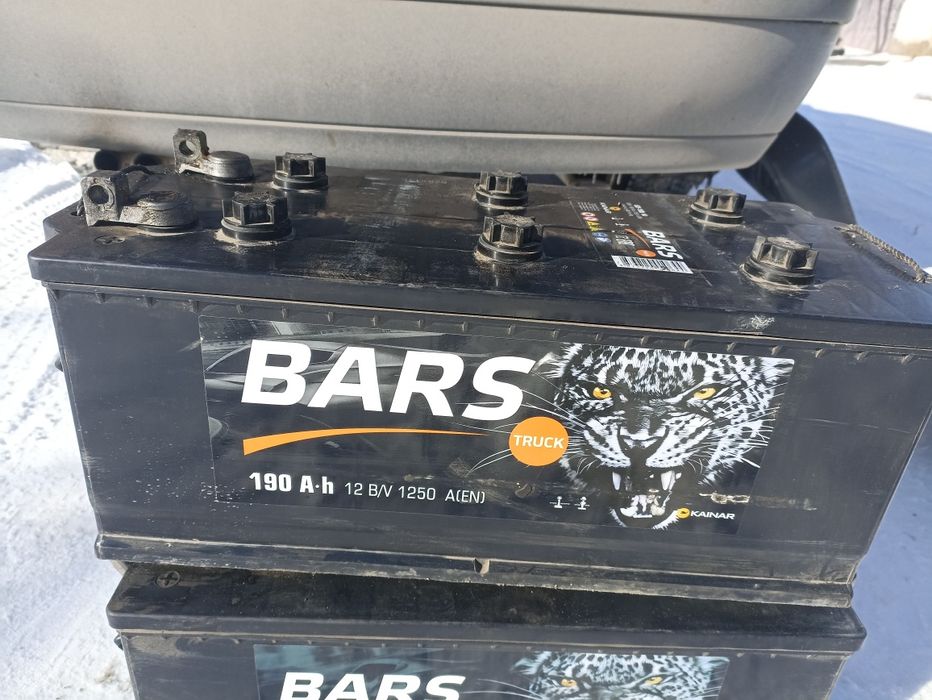 BARS
BARS
TRUCK
190 A·h 12 B/V 1250 A(EN)
KAINAR
BARS